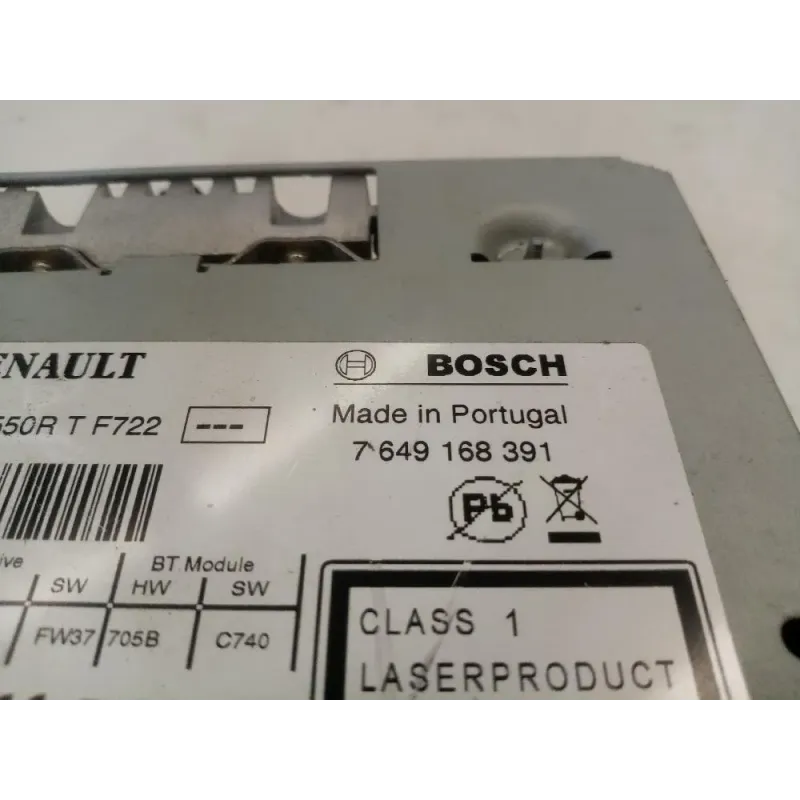 ENAULT
BOSCH
550R T F722 ---
Made in Portugal
7 649 168 391
Pb
ive BT Module
SW HW SW
FW37 705B C740
CLASS 1
LASERPRODUCT